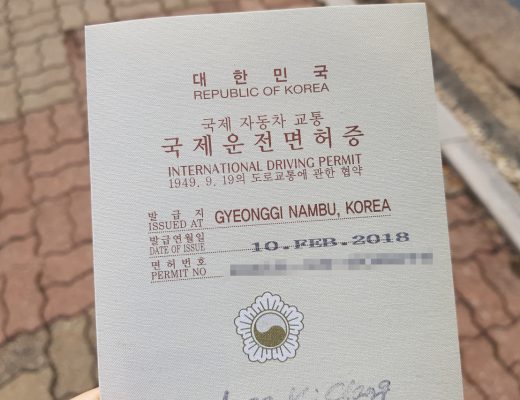 대한민국
REPUBLIC OF KOREA
국제 자동차 교통
국제운전면허증
INTERNATIONAL DRIVING PERMIT
1949. 9. 19의 도로교통에 관한 협약
발급지
ISSUED AT GYEONGGI NAMBU, KOREA
발급연월일
DATE OF ISSUE 10.FEB.2018
면허번호
PERMIT NO